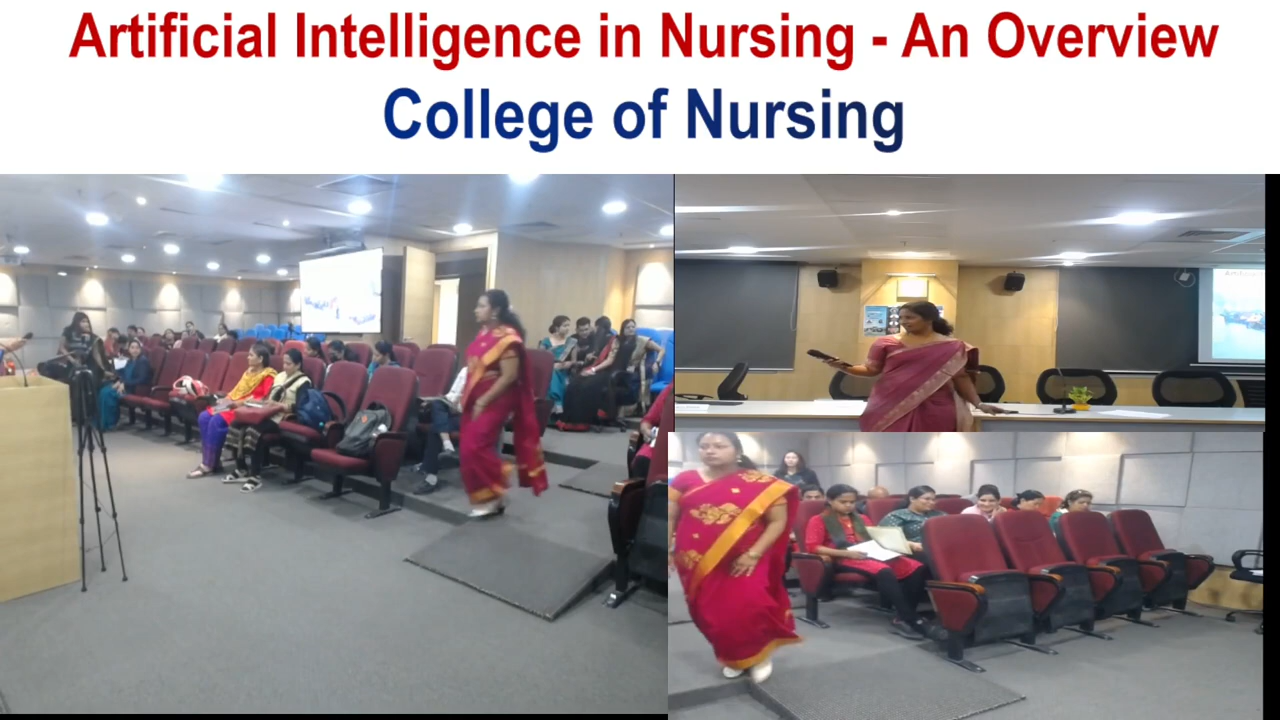 Artificial Intelligence in Nursing - An Overview
College of Nursing